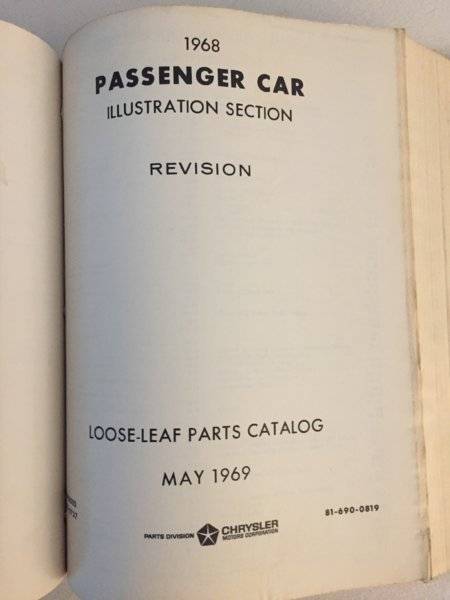 1968
PASSENGER CAR
ILLUSTRATION SECTION
REVISION
LOOSE-LEAF PARTS CATALOG
MAY 1969
81-690-0819
PARTS DIVISION CHRYSLER
MOTORS CORPORATION